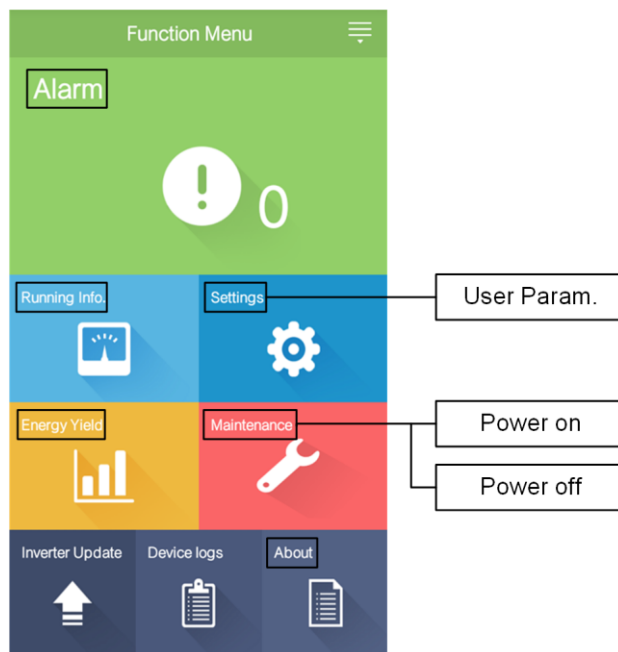 Function Menu
Alarm
0
Running Info.
Settings
User Param.
Energy Yield
Maintenance
Power on
Power off
Inverter Update
Device logs
About